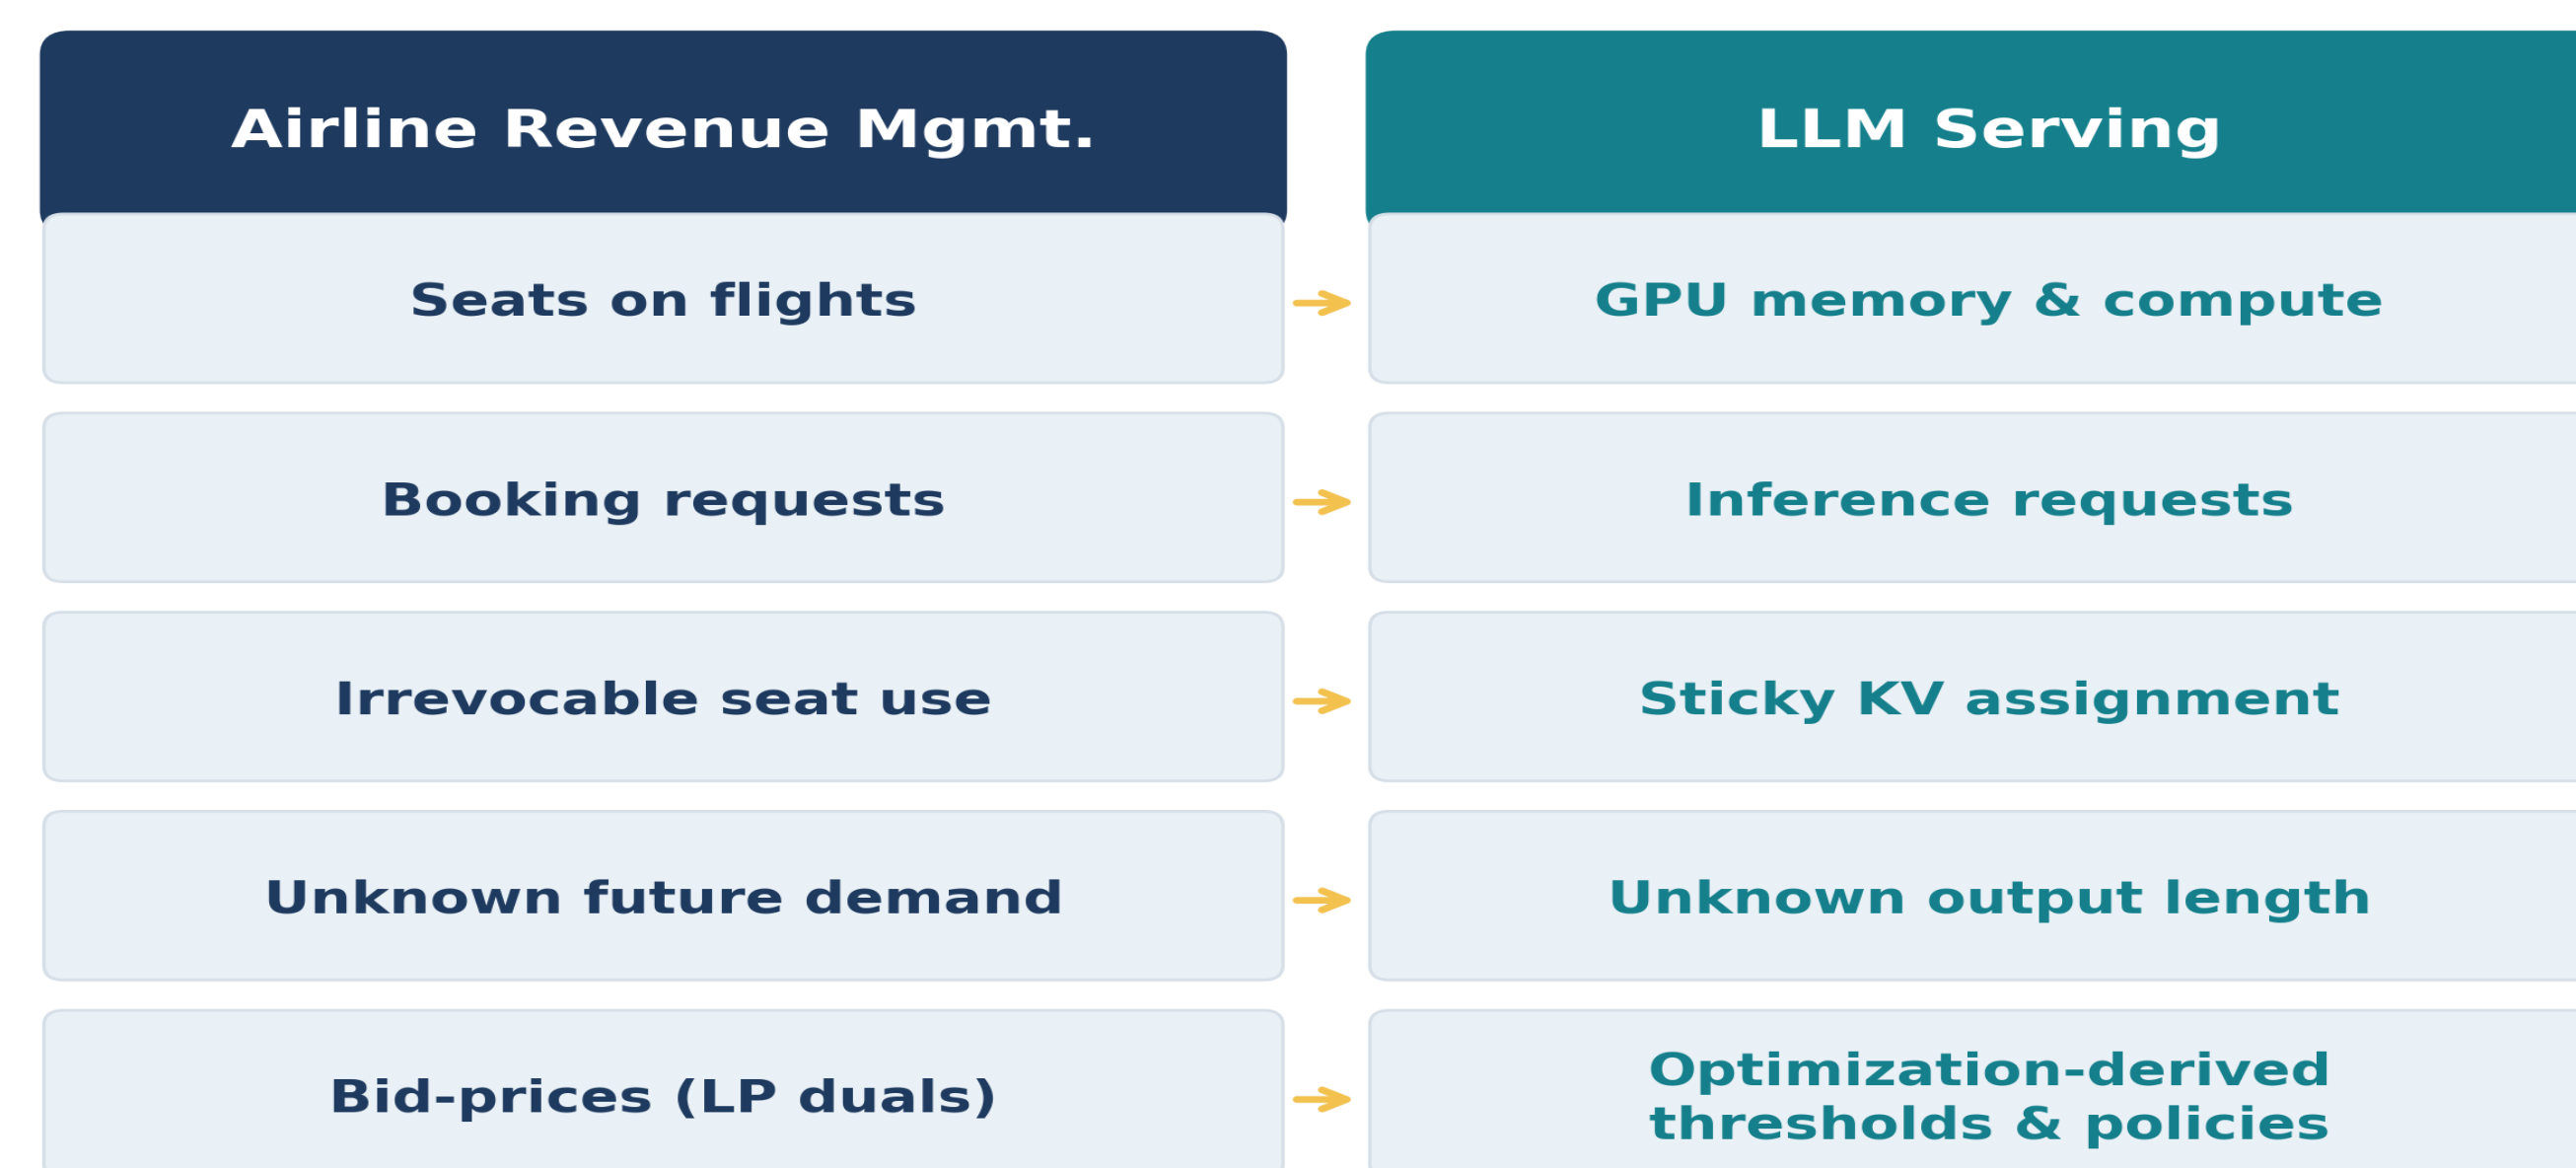 Airline Revenue Mgmt.
LLM Serving
Seats on flights
GPU memory & compute
Booking requests
Inference requests
Irrevocable seat use
Sticky KV assignment
Unknown future demand
Unknown output length
Bid-prices (LP duals)
Optimization-derived
thresholds & policies